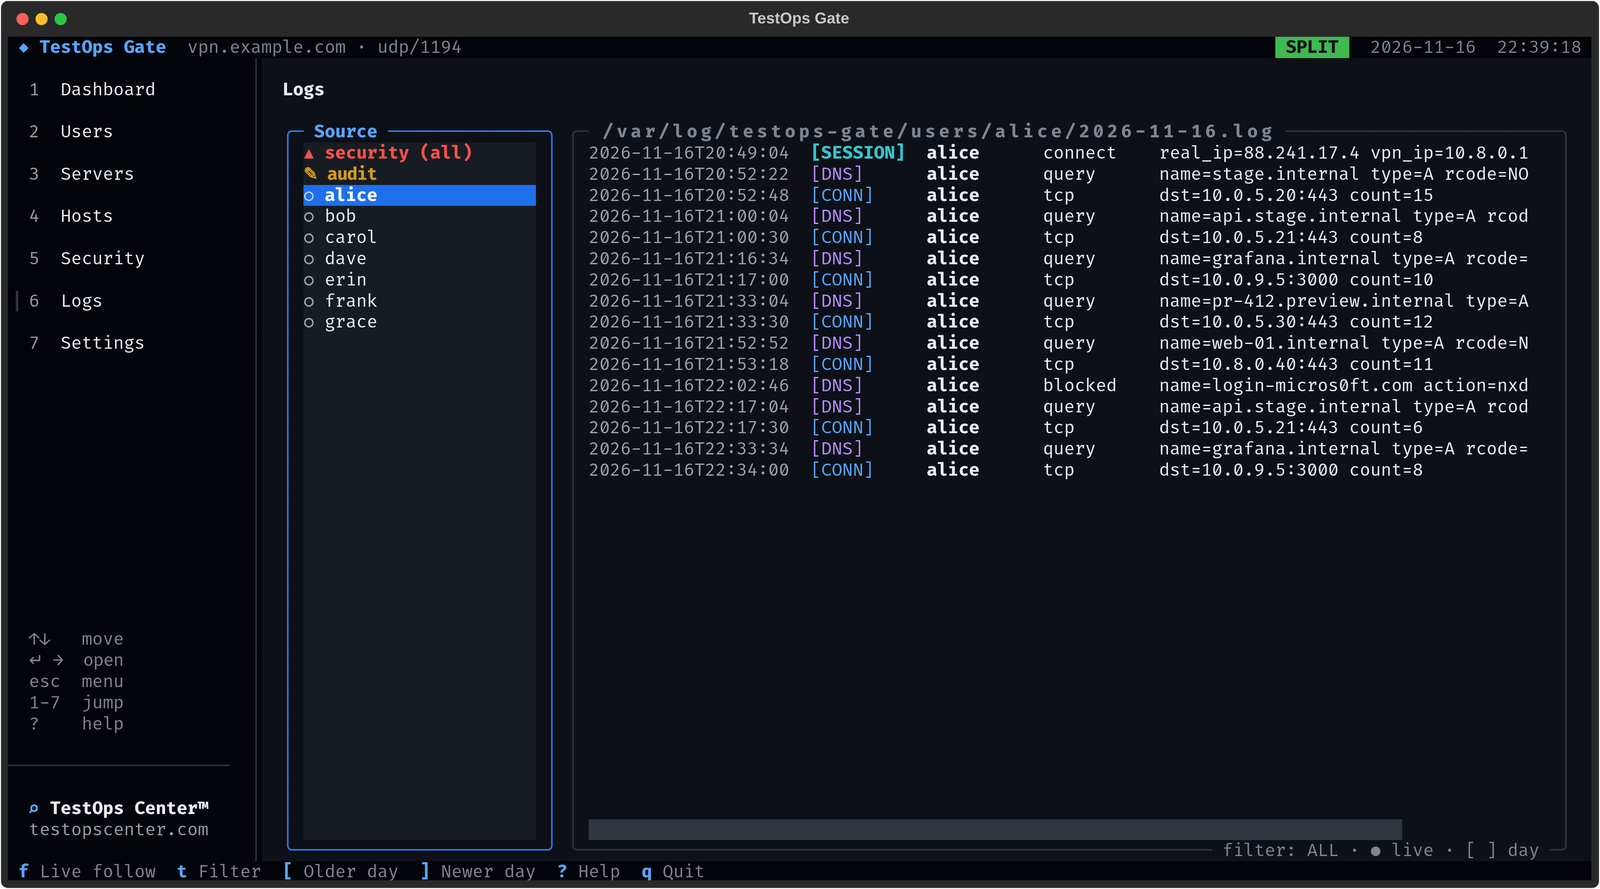 TestOps Gate
◆ TestOps Gate vpn.example.com · udp/1194 SPLIT 2026-11-16 22:39:18
1 Dashboard
2 Users
3 Servers
4 Hosts
5 Security
6 Logs
7 Settings
↑↓ move
↵ → open
esc menu
1-7 jump
? help
TestOps Center™
testopscenter.com
Logs
Source
▲ security (all)
✎ audit
○ alice
○ bob
○ carol
○ dave
○ erin
○ frank
○ grace
/var/log/testops-gate/users/alice/2026-11-16.log
2026-11-16T20:49:04 [SESSION] alice connect real_ip=88.241.17.4 vpn_ip=10.8.0.1
2026-11-16T20:52:22 [DNS] alice query name=stage.internal type=A rcode=NO
2026-11-16T20:52:48 [CONN] alice tcp dst=10.0.5.20:443 count=15
2026-11-16T21:00:04 [DNS] alice query name=api.stage.internal type=A rcod
2026-11-16T21:00:30 [CONN] alice tcp dst=10.0.5.21:443 count=8
2026-11-16T21:16:34 [DNS] alice query name=grafana.internal type=A rcode=
2026-11-16T21:17:00 [CONN] alice tcp dst=10.0.9.5:3000 count=10
2026-11-16T21:33:04 [DNS] alice query name=pr-412.preview.internal type=A
2026-11-16T21:33:30 [CONN] alice tcp dst=10.0.5.30:443 count=12
2026-11-16T21:52:52 [DNS] alice query name=web-01.internal type=A rcode=N
2026-11-16T21:53:18 [CONN] alice tcp dst=10.8.0.40:443 count=11
2026-11-16T22:02:46 [DNS] alice blocked name=login-micros0ft.com action=nxd
2026-11-16T22:17:04 [DNS] alice query name=api.stage.internal type=A rcod
2026-11-16T22:17:30 [CONN] alice tcp dst=10.0.5.21:443 count=6
2026-11-16T22:33:34 [DNS] alice query name=grafana.internal type=A rcode=
2026-11-16T22:34:00 [CONN] alice tcp dst=10.0.9.5:3000 count=8
filter: ALL · ● live · [ ] day
f Live follow t Filter [ Older day ] Newer day ? Help q Quit